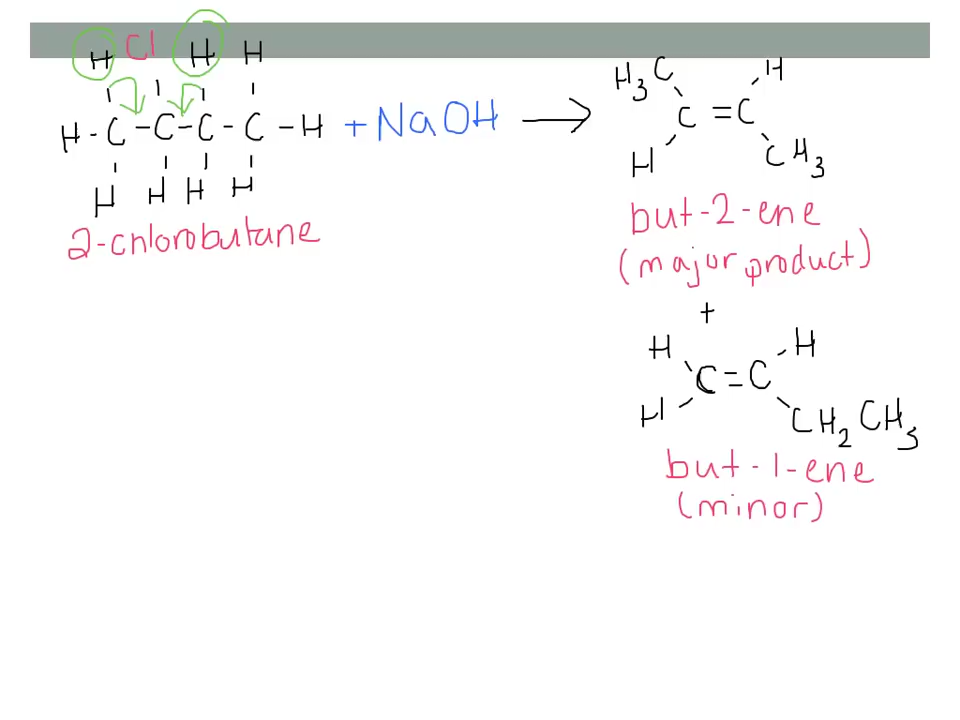 H Cl H H
H - C - C - C - C - H + NaOH
H H H H
2-chlorobutane
H3C H
C = C
H CH3
but-2-ene
(major product)
+
H H
C = C
H CH2CH3
but-1-ene
(minor)